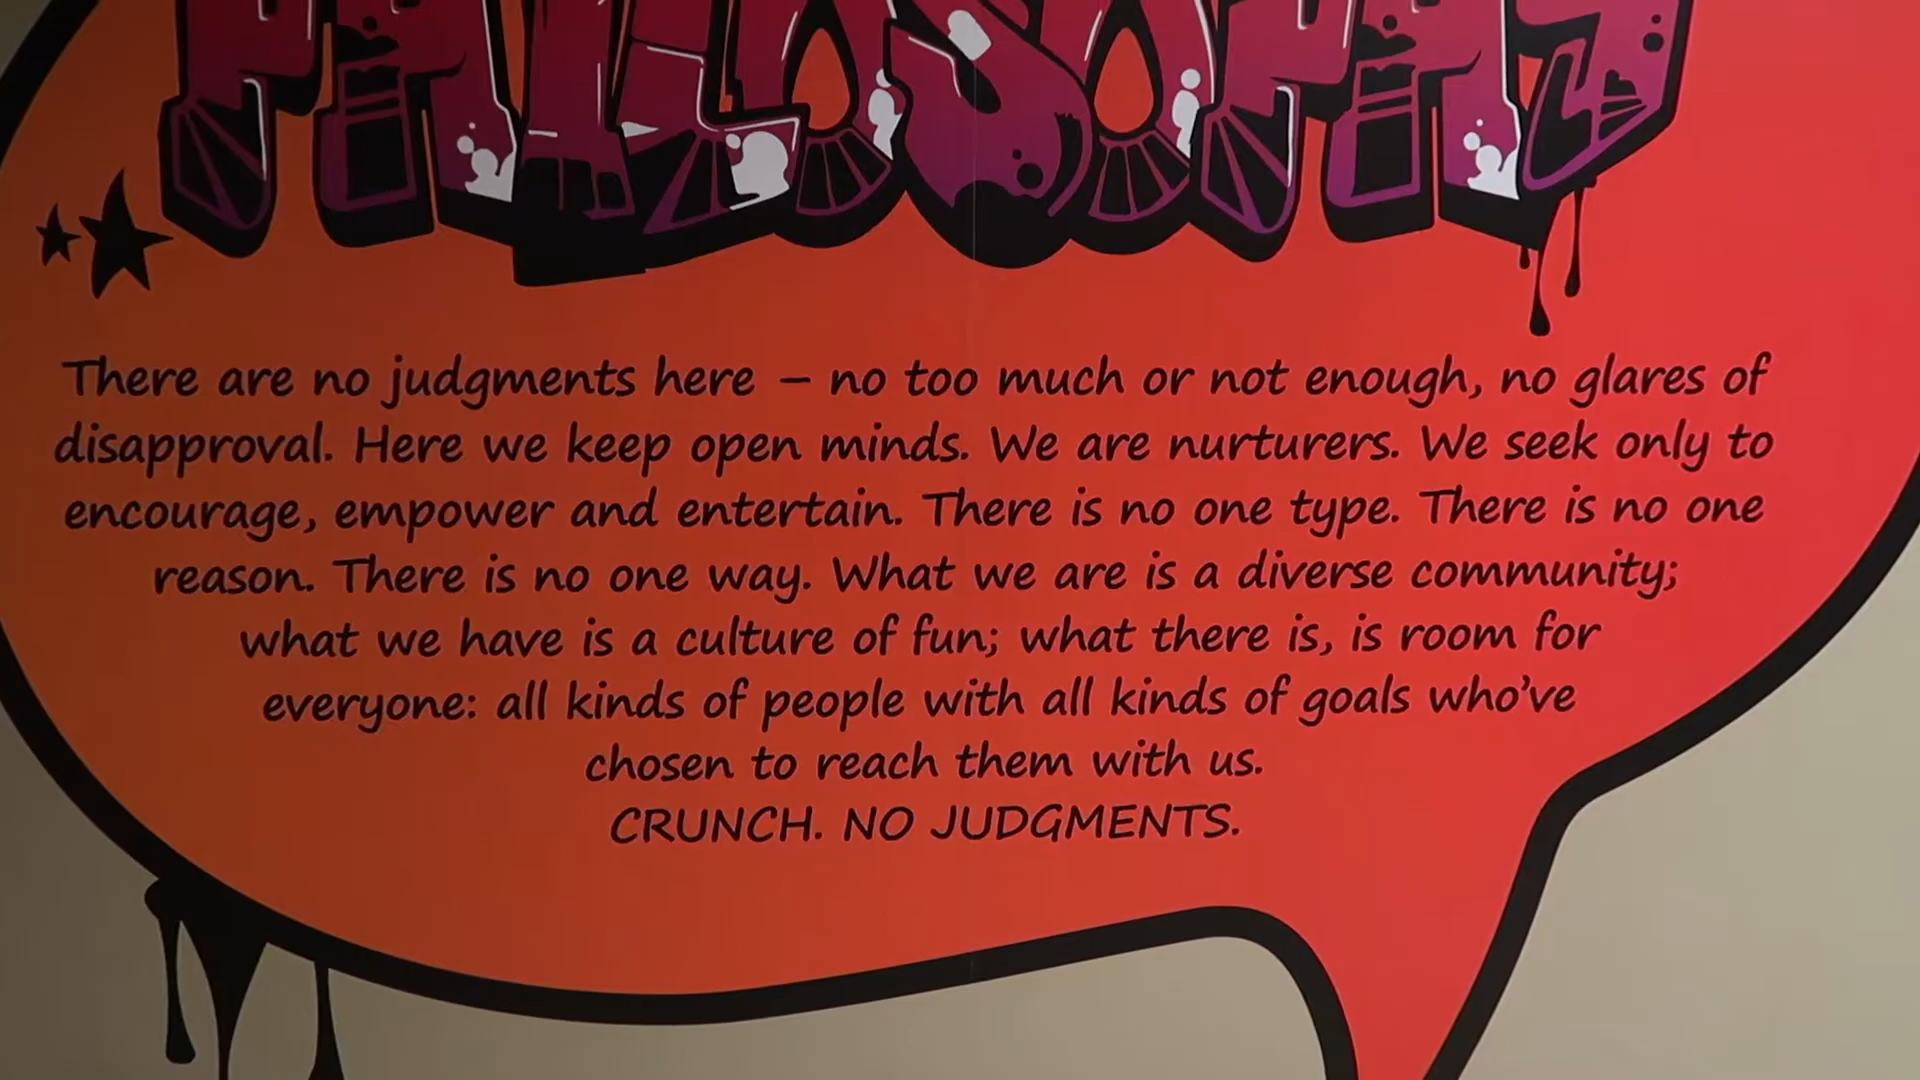 PHILOSOPHY
There are no judgments here – no too much or not enough, no glares of
disapproval. Here we keep open minds. We are nurturers. We seek only to
encourage, empower and entertain. There is no one type. There is no one
reason. There is no one way. What we are is a diverse community;
what we have is a culture of fun; what there is, is room for
everyone: all kinds of people with all kinds of goals who’ve
chosen to reach them with us.
CRUNCH. NO JUDGMENTS.